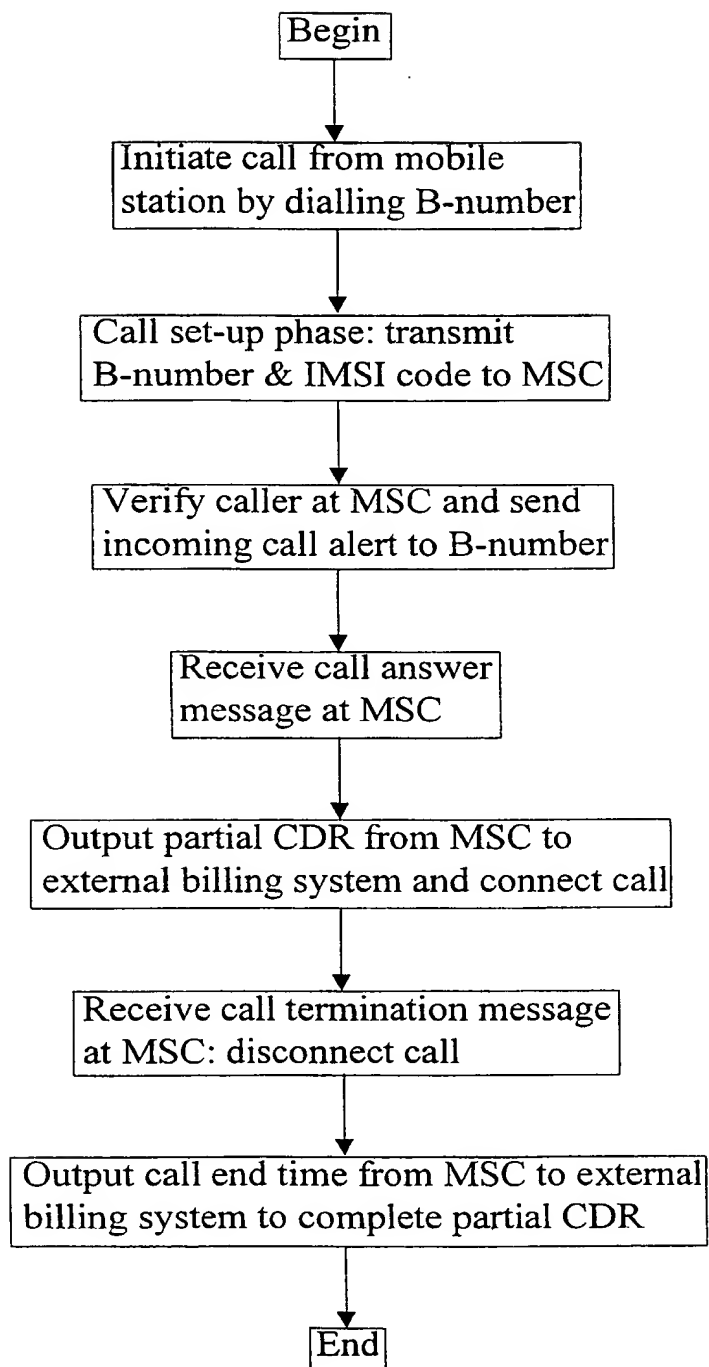 Begin
Initiate call from mobile
station by dialling B-number
Call set-up phase: transmit
B-number & IMSI code to MSC
Verify caller at MSC and send
incoming call alert to B-number
Receive call answer
message at MSC
Output partial CDR from MSC to
external billing system and connect call
Receive call termination message
at MSC: disconnect call
Output call end time from MSC to external
billing system to complete partial CDR
End